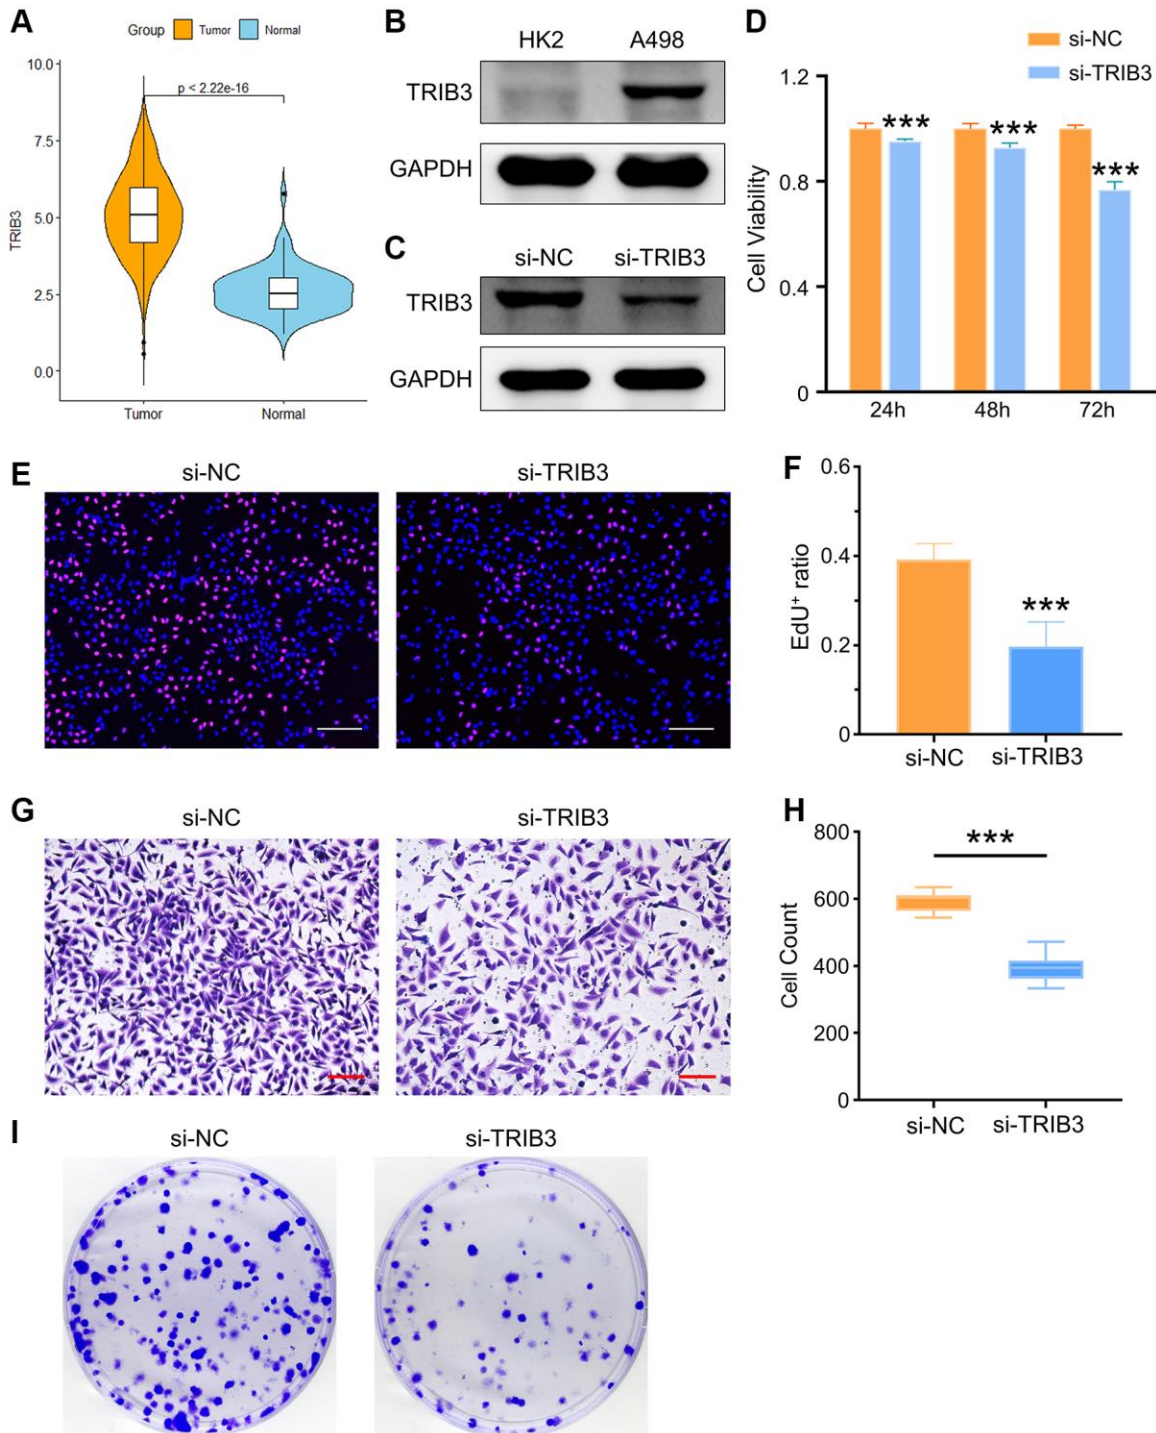 A
Group Tumor Normal
10.0
7.5
5.0
2.5
0.0
TRIB3
p < 2.22e-16
Tumor Normal
B
HK2 A498
TRIB3
GAPDH
C
si-NC si-TRIB3
TRIB3
GAPDH
D
si-NC
si-TRIB3
1.2
0.8
0.4
0
Cell Viability
*** *** ***
24h 48h 72h
E
si-NC si-TRIB3
F
0.6
0.4
0.2
0
EdU⁺ ratio
***
si-NC si-TRIB3
G
si-NC si-TRIB3
H
800
600
400
200
0
Cell Count
***
si-NC si-TRIB3
I
si-NC si-TRIB3